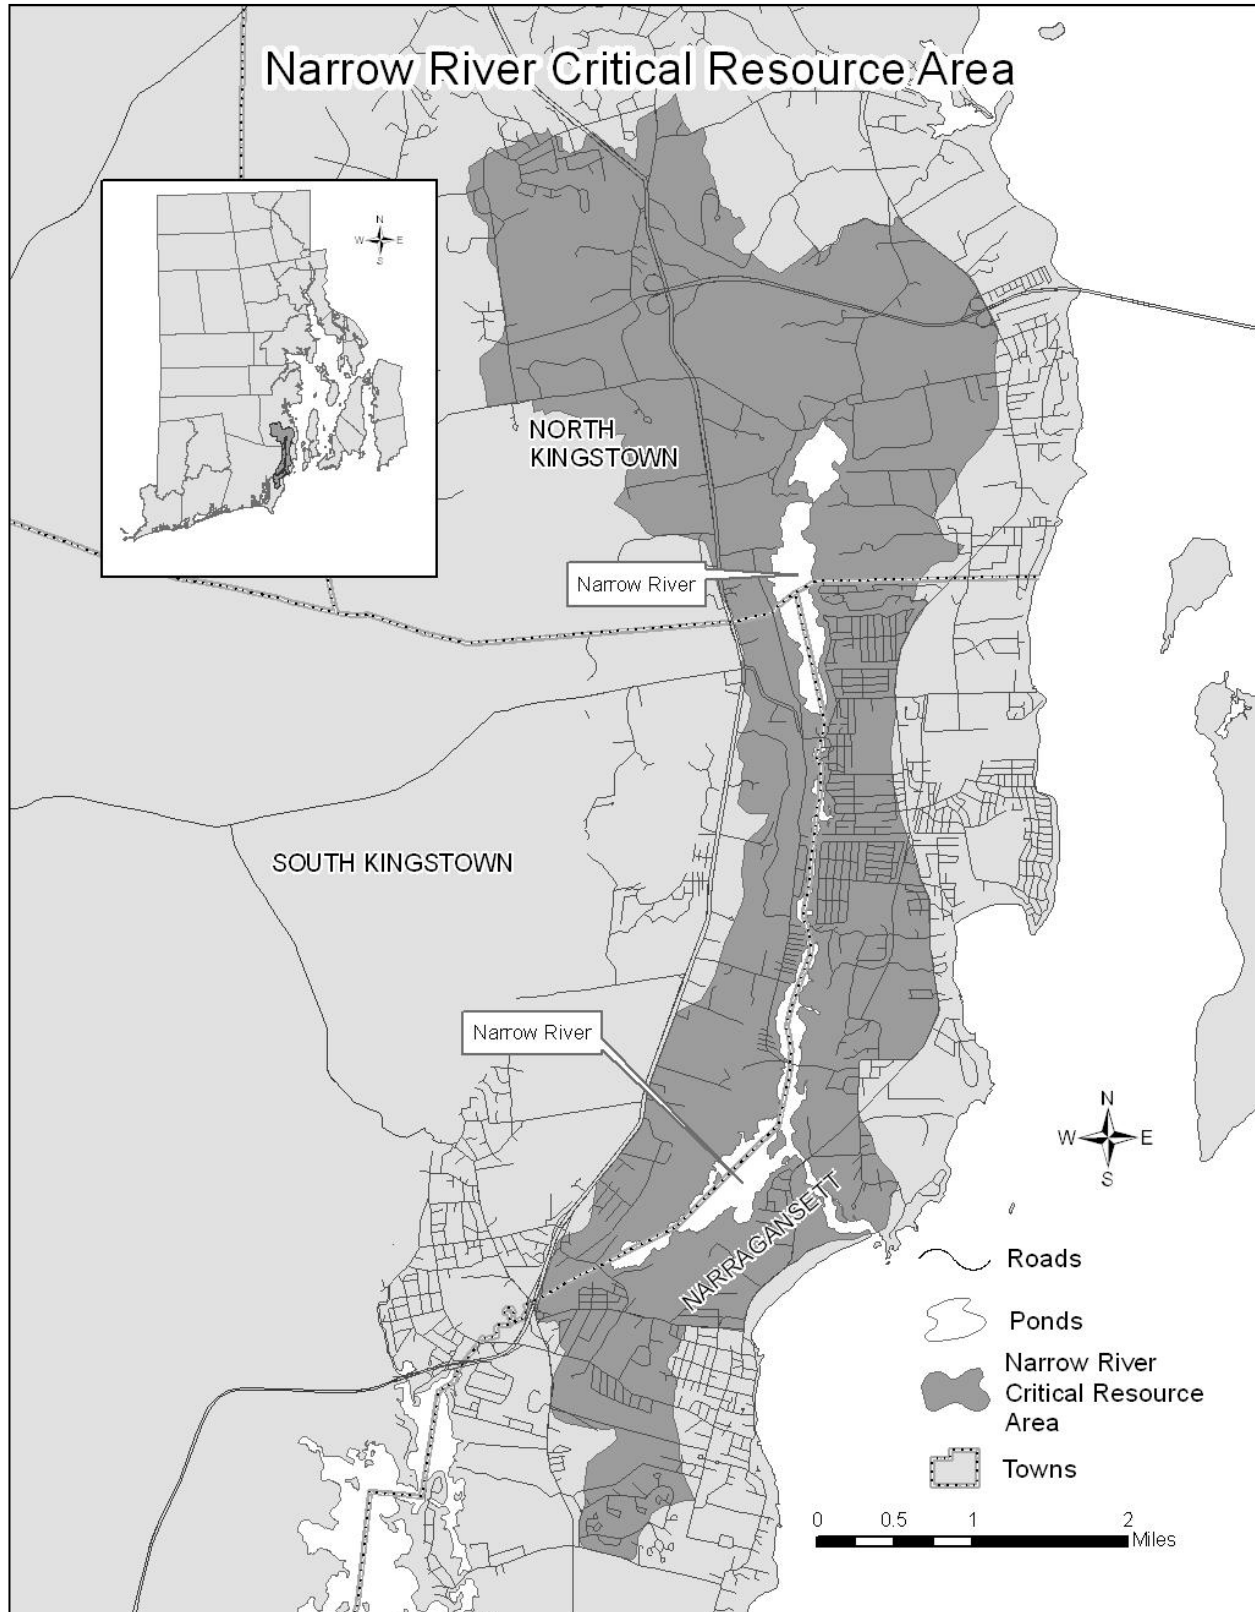 Narrow River Critical Resource Area
N
W E
S
NORTH
KINGSTOWN
Narrow River
SOUTH KINGSTOWN
Narrow River
N
W E
S
NARRAGANSETT
Roads
Ponds
Narrow River
Critical Resource
Area
Towns
0 0.5 1 2
Miles